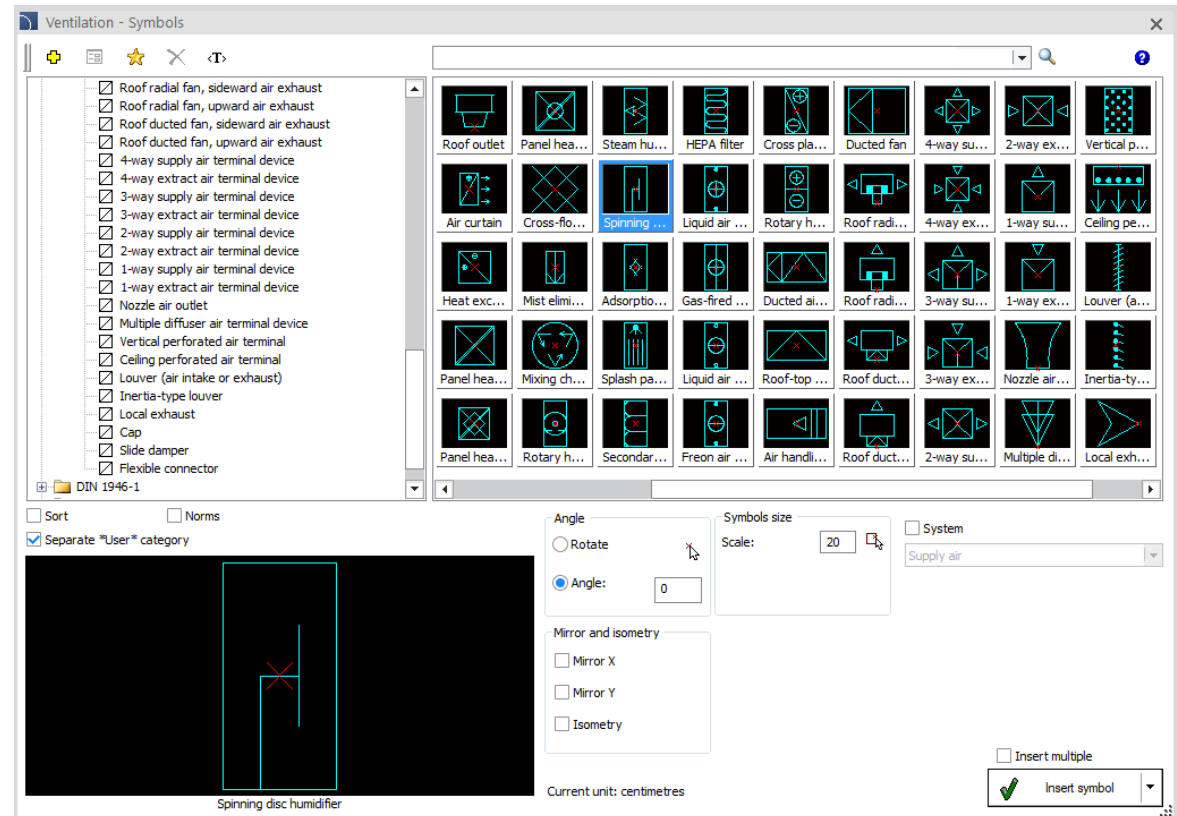 Ventilation - Symbols
<T>
Roof radial fan, sideward air exhaust
Roof radial fan, upward air exhaust
Roof ducted fan, sideward air exhaust
Roof ducted fan, upward air exhaust
4-way supply air terminal device
4-way extract air terminal device
3-way supply air terminal device
3-way extract air terminal device
2-way supply air terminal device
2-way extract air terminal device
1-way supply air terminal device
1-way extract air terminal device
Nozzle air outlet
Multiple diffuser air terminal device
Vertical perforated air terminal
Ceiling perforated air terminal
Louver (air intake or exhaust)
Inertia-type louver
Local exhaust
Cap
Slide damper
Flexible connector
DIN 1946-1
Roof outlet Panel hea... Steam hu... HEPA filter Cross pla... Ducted fan 4-way su... 2-way ex... Vertical p...
Air curtain Cross-flo... Spinning ... Liquid air ... Rotary h... Roof radi... 4-way ex... 1-way su... Ceiling pe...
Heat exc... Mist elimi... Adsorptio... Gas-fired ... Ducted ai... Roof radi... 3-way su... 1-way ex... Louver (a...
Panel hea... Mixing ch... Splash pa... Liquid air ... Roof-top ... Roof duct... 3-way ex... Nozzle air... Inertia-ty...
Panel hea... Rotary h... Secondar... Freon air ... Air handli... Roof duct... 2-way su... Multiple di... Local exh...
Sort Norms
Separate *User* category
Spinning disc humidifier
Angle
Rotate
Angle: 0
Symbols size
Scale: 20
System
Supply air
Mirror and isometry
Mirror X
Mirror Y
Isometry
Current unit: centimetres
Insert multiple
Insert symbol